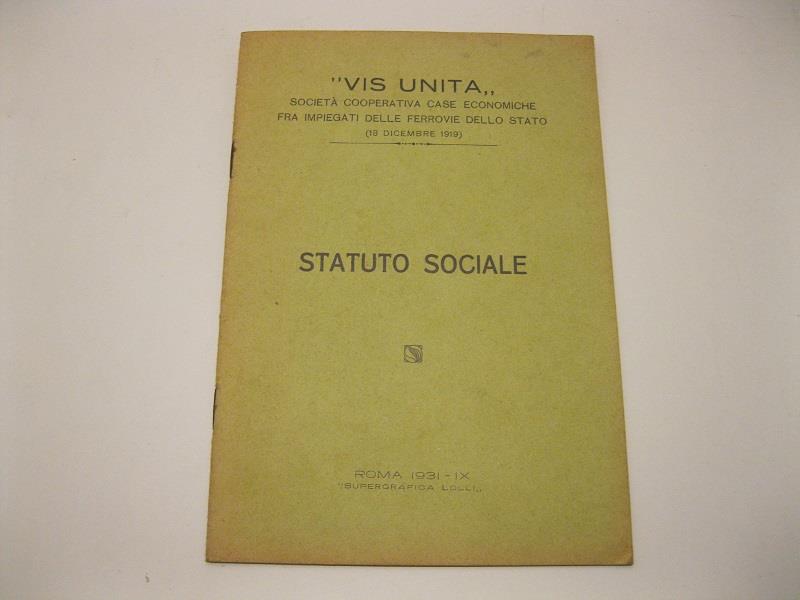 "VIS UNITA,,
SOCIETÀ COOPERATIVA CASE ECONOMICHE
FRA IMPIEGATI DELLE FERROVIE DELLO STATO
(18 DICEMBRE 1919)
STATUTO SOCIALE
ROMA 1931 - IX
"SUPERGRAFICA LOLLI,,